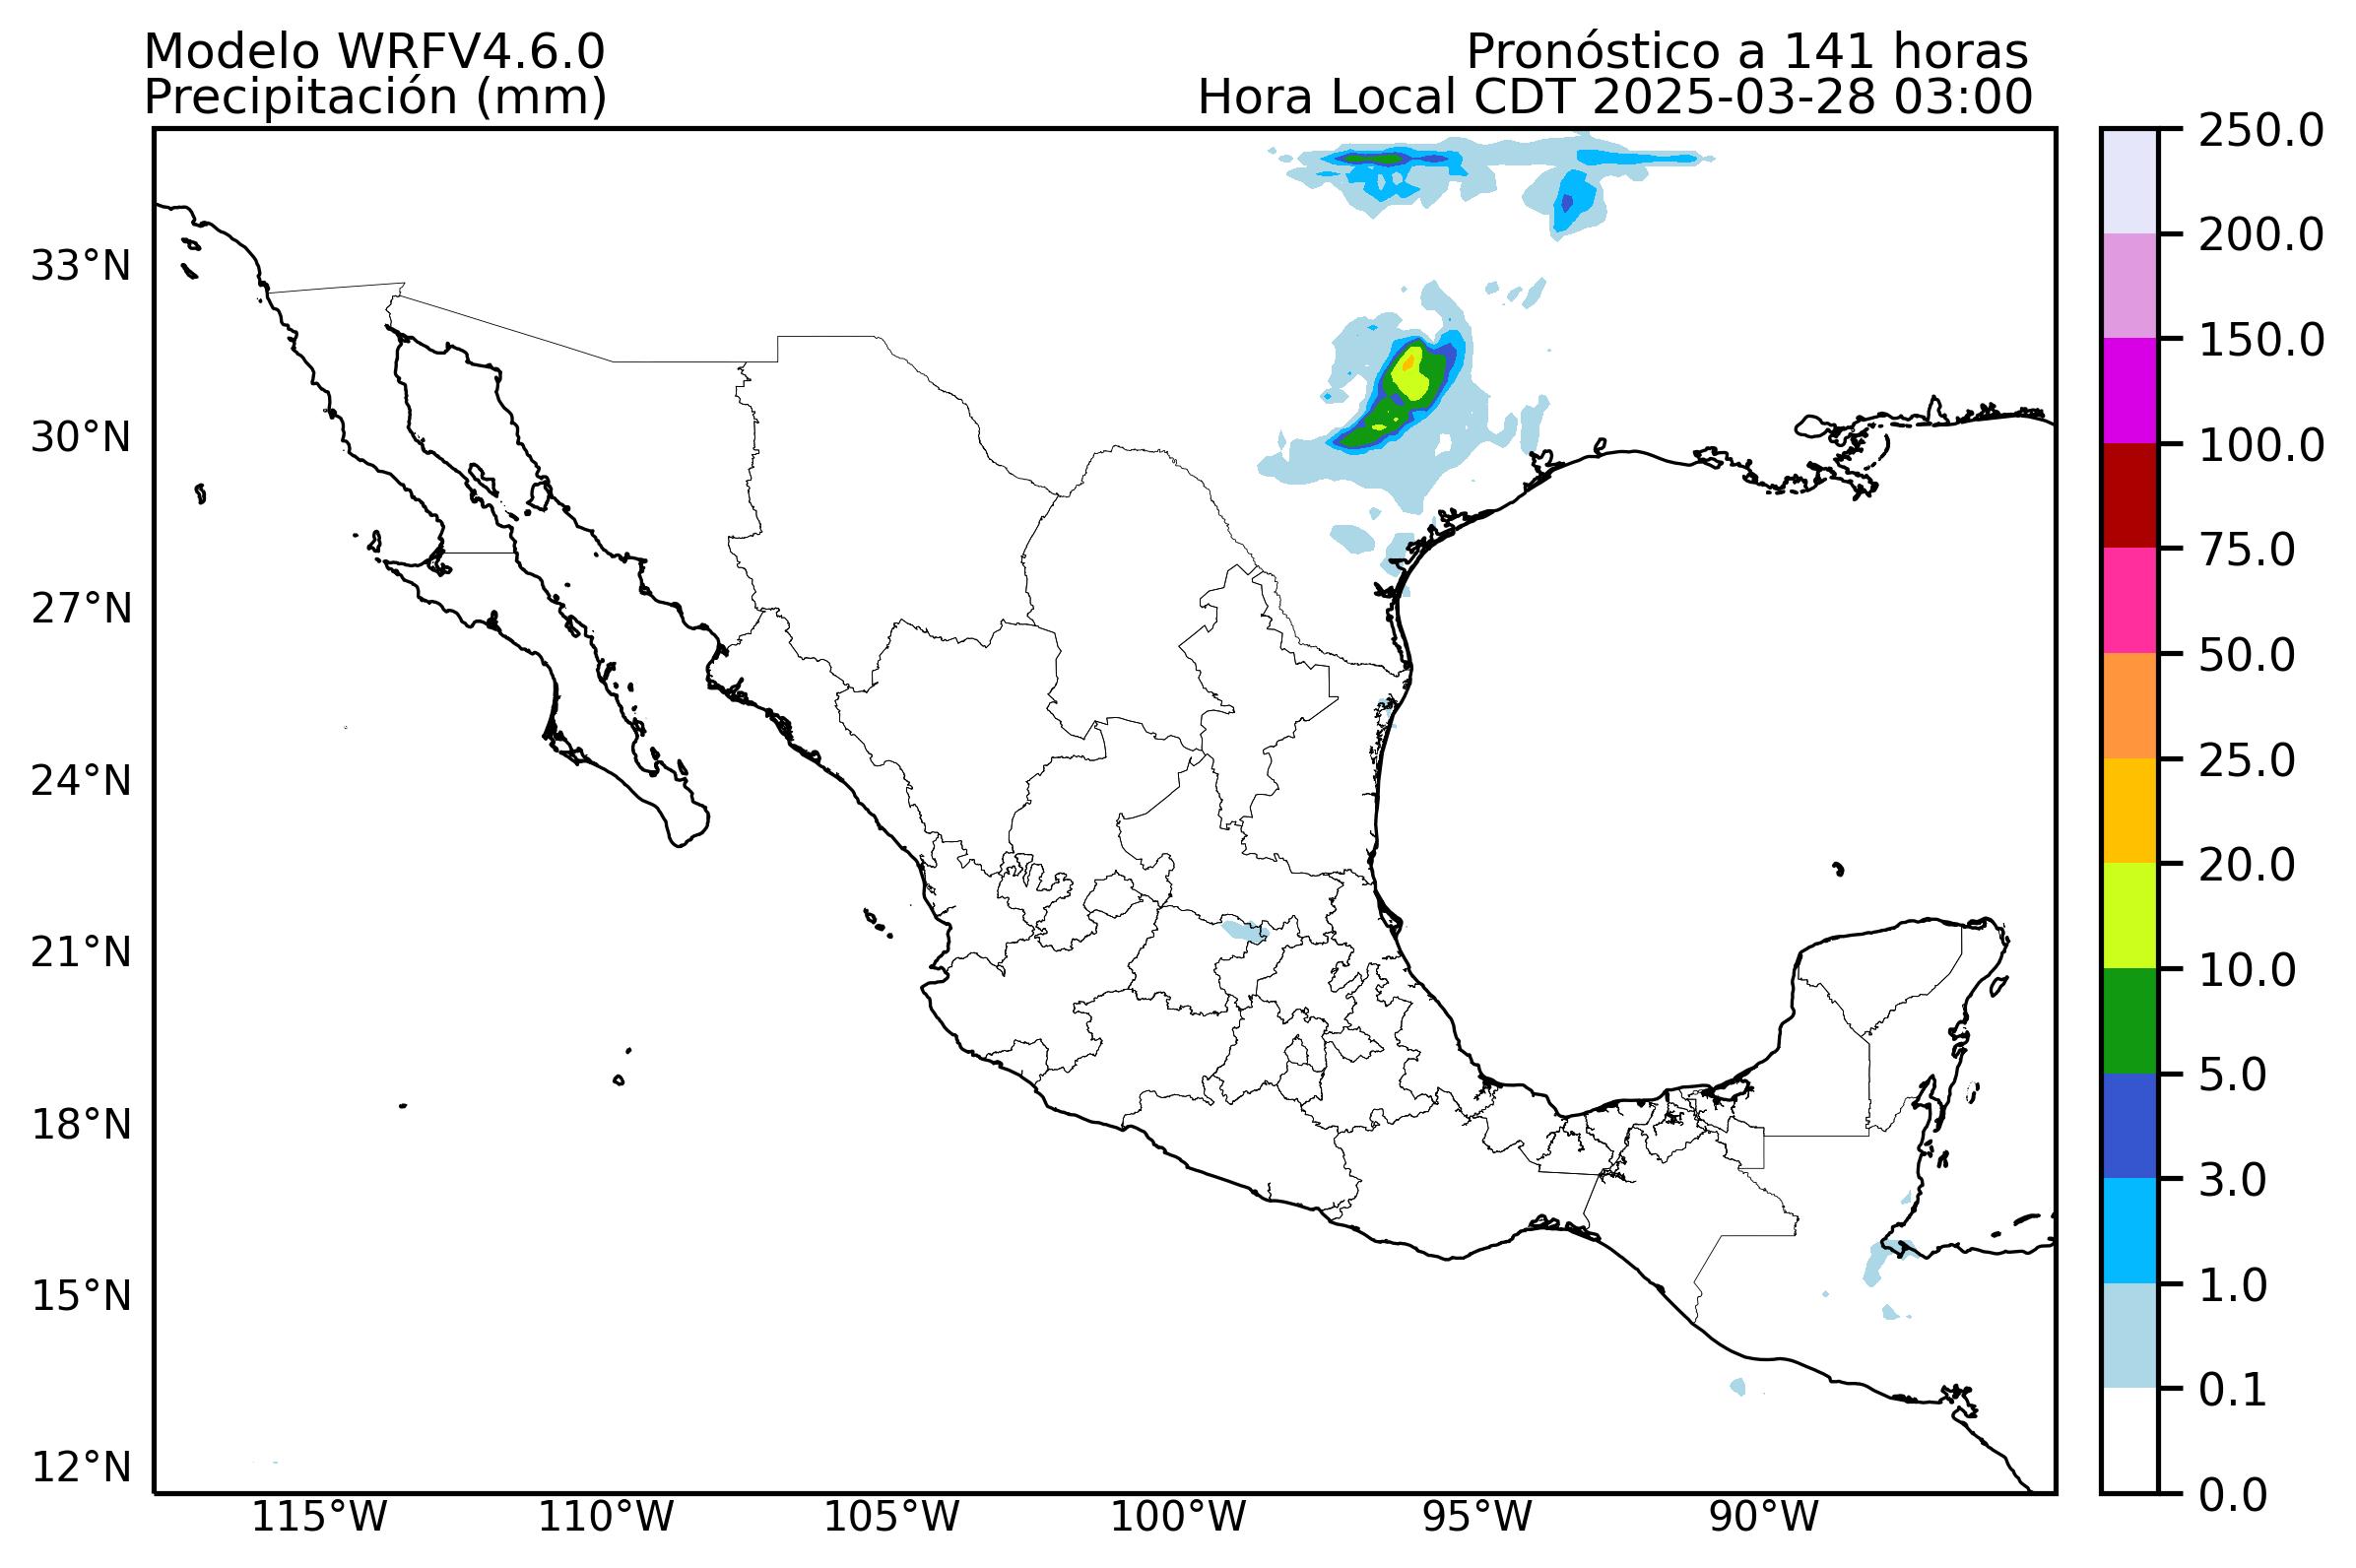 Modelo WRFV4.6.0
Precipitación (mm)
Pronóstico a 141 horas
Hora Local CDT 2025-03-28 03:00
33°N
30°N
27°N
24°N
21°N
18°N
15°N
12°N
115°W
110°W
105°W
100°W
95°W
90°W
250.0
200.0
150.0
100.0
75.0
50.0
25.0
20.0
10.0
5.0
3.0
1.0
0.1
0.0